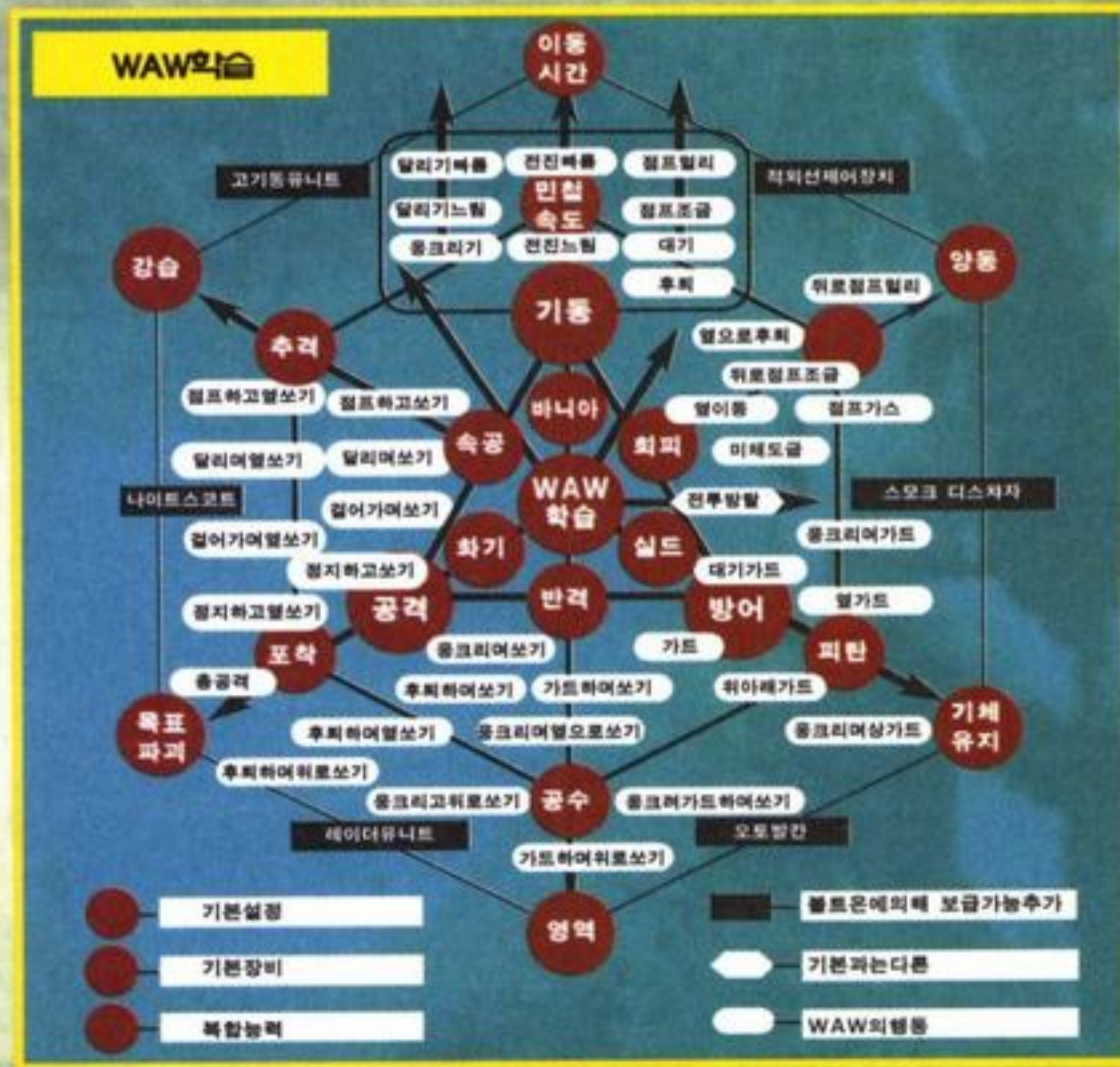 WAW학습
이동
시간
달리기빠름
전진빠름
점프멀리
고기동유니트
적외선제어장치
민첩
속도
달리기느림
점프조금
웅크리기
전진느림
대기
강습
양동
후퇴
뒤로점프멀리
기동
추격
옆으로후퇴
뒤로점프조금
점프하고옆쏘기
점프하고쏘기
바니아
옆이동
점프가스
속공
회피
달리며옆쏘기
달리며쏘기
미채도금
나이트스코트
WAW
학습
전투방탈
스모크 디스차자
걸어가며쏘기
걸어가며옆쏘기
화기
실드
웅크리며가드
정지하고쏘기
대기가드
공격
반격
방어
옆가드
정지하고옆쏘기
포착
웅크리며쏘기
가드
피탄
총공격
후퇴하며쏘기
가드하며쏘기
위아래가드
목표
파괴
기체
유지
후퇴하며옆쏘기
웅크리며옆으로쏘기
웅크리며상가드
후퇴하며위로쏘기
웅크리고위로쏘기
공수
웅크려가드하며쏘기
레이더유니트
오토발칸
가드하며위로쏘기
영역
기본설정
기본장비
복합능력
볼트온에의해 보급가능추가
기본과는다른
WAW의행동